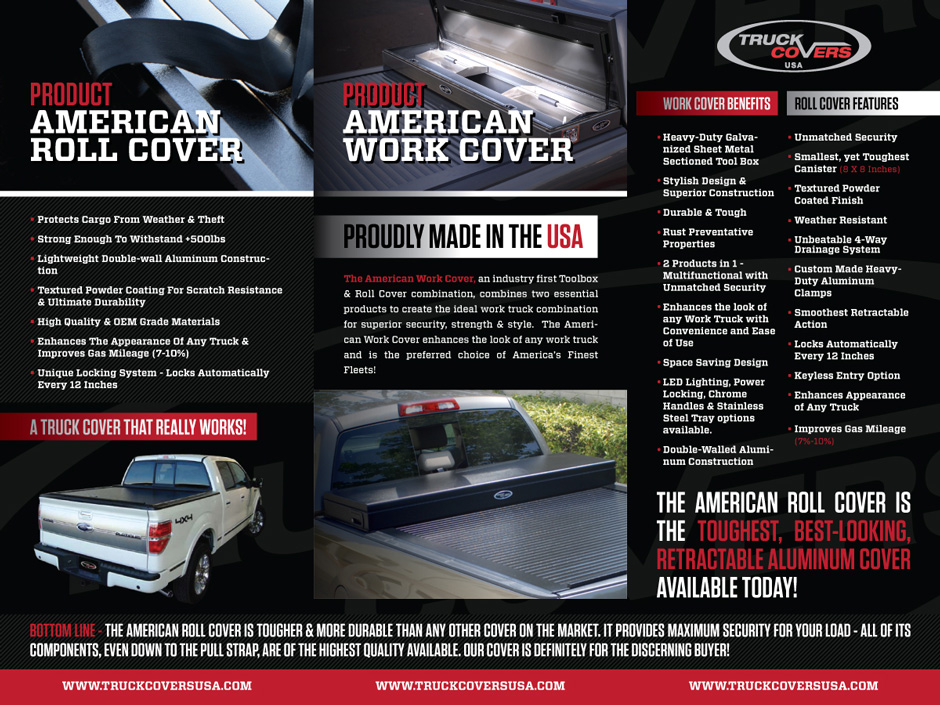 PRODUCT
AMERICAN
ROLL COVER
• Protects Cargo From Weather & Theft
• Strong Enough To Withstand +500lbs
• Lightweight Double-wall Aluminum Construc-
tion
• Textured Powder Coating For Scratch Resistance
& Ultimate Durability
• High Quality & OEM Grade Materials
• Enhances The Appearance Of Any Truck &
Improves Gas Mileage (7-10%)
• Unique Locking System - Locks Automatically
Every 12 Inches
A TRUCK COVER THAT REALLY WORKS!
4X4
PRODUCT
AMERICAN
WORK COVER
PROUDLY MADE IN THE USA
The American Work Cover, an industry first Toolbox
& Roll Cover combination, combines two essential
products to create the ideal work truck combination
for superior security, strength & style. The Ameri-
can Work Cover enhances the look of any work truck
and is the preferred choice of America's Finest
Fleets!
TRUCK
COVERS
USA
WORK COVER BENEFITS
• Heavy-Duty Galva-
nized Sheet Metal
Sectioned Tool Box
• Stylish Design &
Superior Construction
• Durable & Tough
• Rust Preventative
Properties
• 2 Products in 1 -
Multifunctional with
Unmatched Security
• Enhances the look of
any Work Truck with
Convenience and Ease
of Use
• Space Saving Design
• LED Lighting, Power
Locking, Chrome
Handles & Stainless
Steel Tray options
available.
• Double-Walled Alumi-
num Construction
ROLL COVER FEATURES
• Unmatched Security
• Smallest, yet Toughest
Canister (8 X 8 Inches)
• Textured Powder
Coated Finish
• Weather Resistant
• Unbeatable 4-Way
Drainage System
• Custom Made Heavy-
Duty Aluminum
Clamps
• Smoothest Retractable
Action
• Locks Automatically
Every 12 Inches
• Keyless Entry Option
• Enhances Appearance
of Any Truck
• Improves Gas Mileage
(7%-10%)
THE AMERICAN ROLL COVER IS
THE TOUGHEST, BEST-LOOKING,
RETRACTABLE ALUMINUM COVER
AVAILABLE TODAY!
BOTTOM LINE - THE AMERICAN ROLL COVER IS TOUGHER & MORE DURABLE THAN ANY OTHER COVER ON THE MARKET. IT PROVIDES MAXIMUM SECURITY FOR YOUR LOAD - ALL OF ITS
COMPONENTS, EVEN DOWN TO THE PULL STRAP, ARE OF THE HIGHEST QUALITY AVAILABLE. OUR COVER IS DEFINITELY FOR THE DISCERNING BUYER!
WWW.TRUCKCOVERSUSA.COM
WWW.TRUCKCOVERSUSA.COM
WWW.TRUCKCOVERSUSA.COM